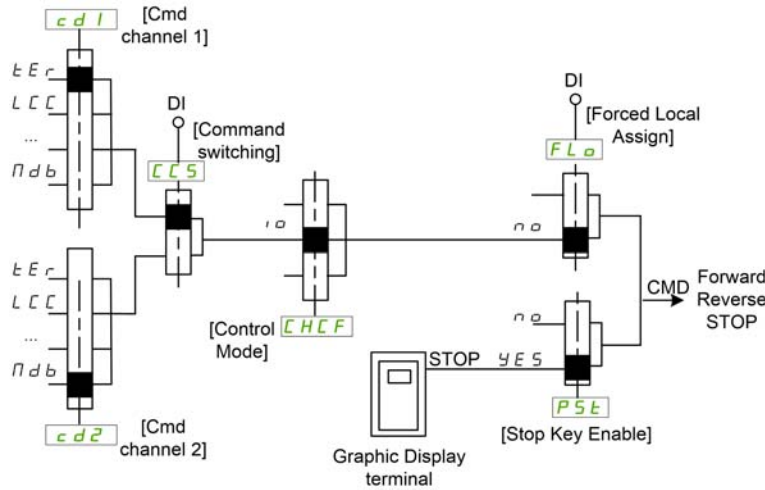 cd1
[Cmd
channel 1]
tEr
LCC
...
Mdb
DI
[Command
switching]
CCS
DI
[Forced Local
Assign]
FLo
io
no
tEr
LCC
...
Mdb
cd2
[Cmd
channel 2]
[Control
Mode]
CHCF
CMD
Forward
Reverse
STOP
no
STOP
YES
PSt
[Stop Key Enable]
Graphic Display
terminal